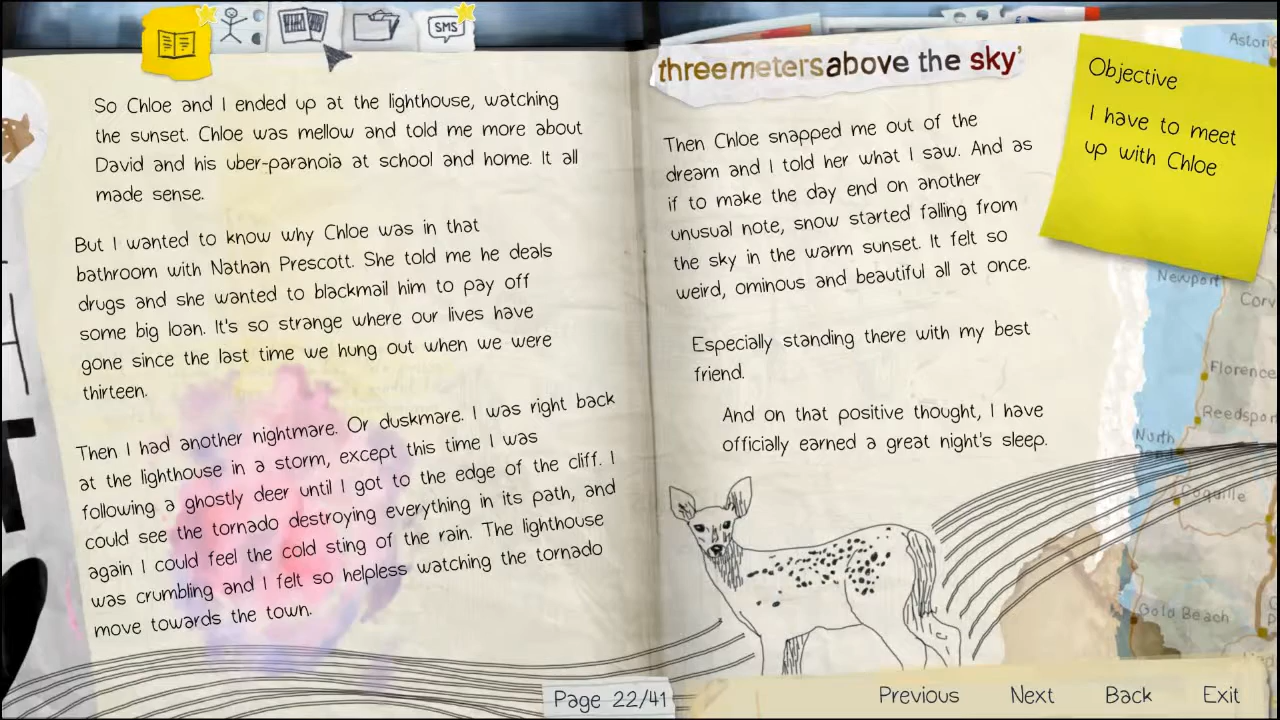 SMS
So Chloe and I ended up at the lighthouse, watching
the sunset. Chloe was mellow and told me more about
David and his uber-paranoia at school and home. It all
made sense.
But I wanted to know why Chloe was in that
bathroom with Nathan Prescott. She told me he deals
drugs and she wanted to blackmail him to pay off
some big loan. It's so strange where our lives have
gone since the last time we hung out when we were
thirteen.
Then I had another nightmare. Or duskmare. I was right back
at the lighthouse in a storm, except this time I was
following a ghostly deer until I got to the edge of the cliff. I
could see the tornado destroying everything in its path, and
again I could feel the cold sting of the rain. The lighthouse
was crumbling and I felt so helpless watching the tornado
move towards the town.
Page 22/41
threemetersabove the sky'
Then Chloe snapped me out of the
dream and I told her what I saw. And as
if to make the day end on another
unusual note, snow started falling from
the sky in the warm sunset. It felt so
weird, ominous and beautiful all at once.
Especially standing there with my best
friend.
And on that positive thought, I have
officially earned a great night's sleep.
Objective
I have to meet
up with Chloe
Astori
Newport
Corv
Florence
Reedspor
North
Coquille
Gold Beach
Previous
Next
Back
Exit